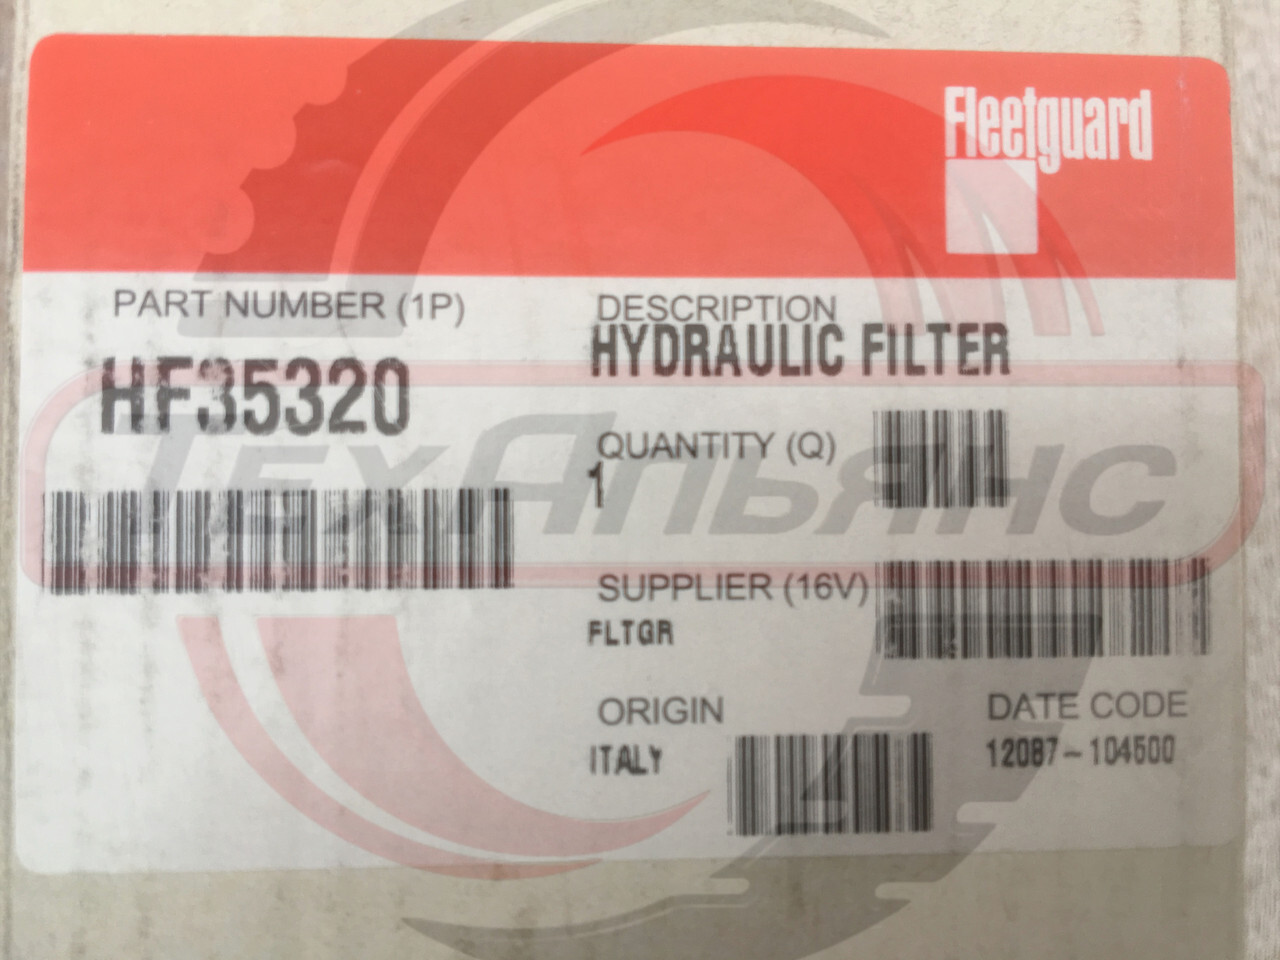 Fleetguard
PART NUMBER (1P)
HF35320
DESCRIPTION
HYDRAULIC FILTER
QUANTITY (Q)
1
SUPPLIER (16V)
FLTGR
ORIGIN
ITALY
DATE CODE
12087-104500
ТехАльянс